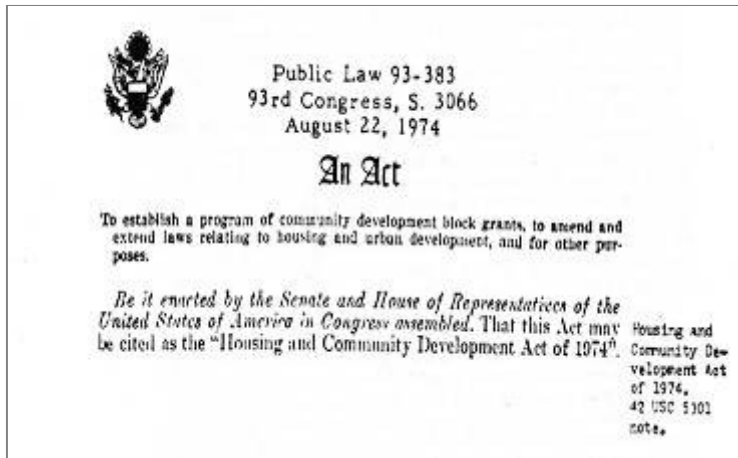 Public Law 93-383
93rd Congress, S. 3066
August 22, 1974
An Act
To establish a program of community development block grants, to amend and
extend laws relating to housing and urban development, and for other pur-
poses.
Be it enacted by the Senate and House of Representatives of the
United States of America in Congress assembled. That this Act may
be cited as the "Housing and Community Development Act of 1974".
Housing and
Community De-
velopment Act
of 1974.
42 USC 5301
note.